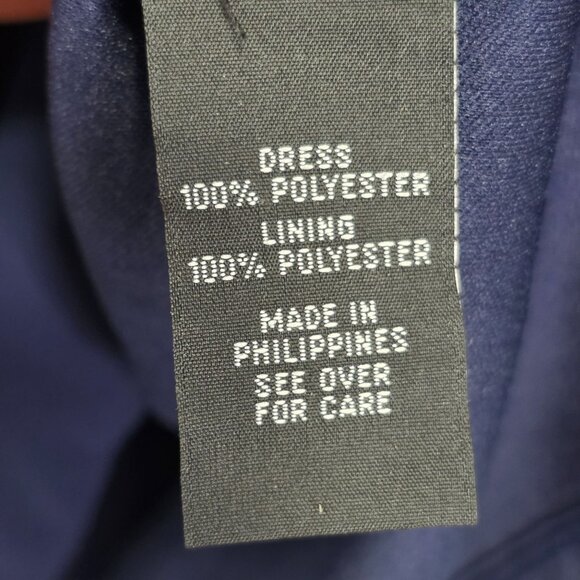 DRESS
100% POLYESTER
LINING
100% POLYESTER
MADE IN
PHILIPPINES
SEE OVER
FOR CARE